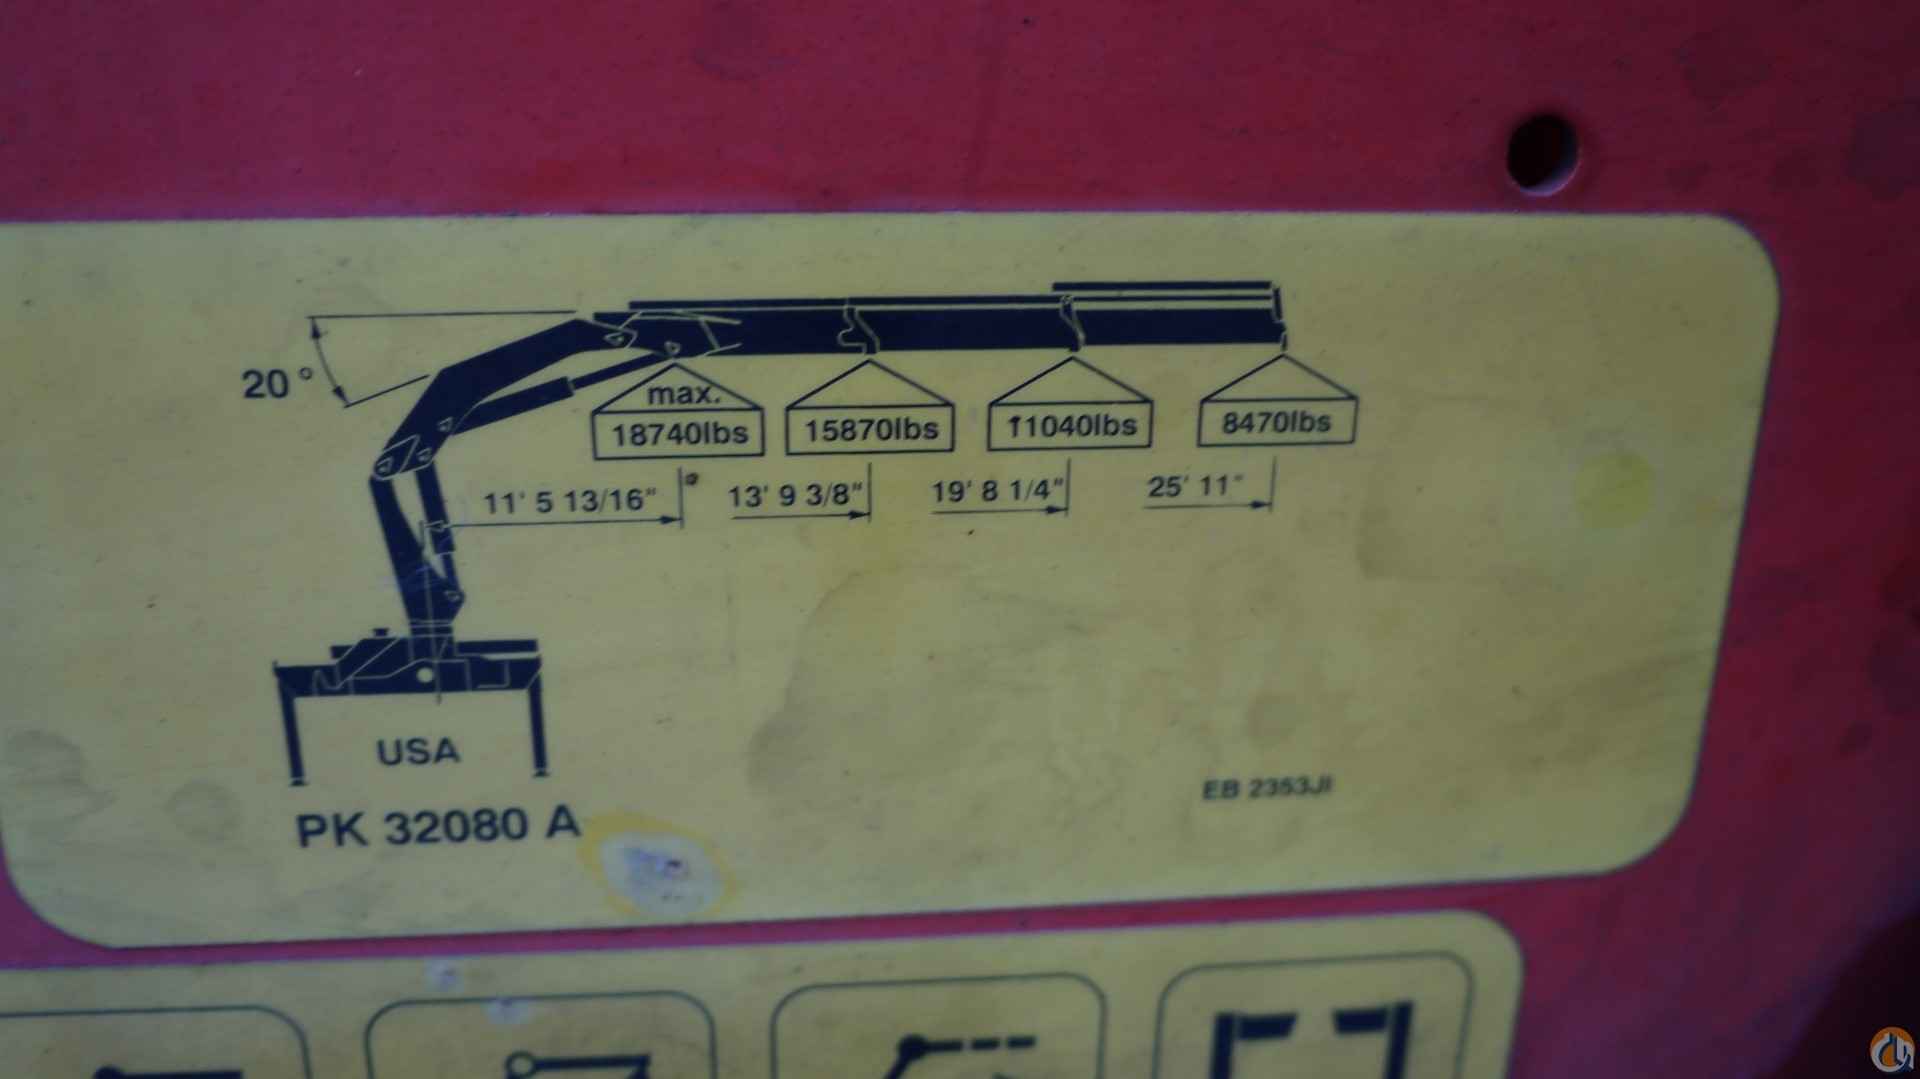 20°
max.
18740lbs 15870lbs 11040lbs 8470lbs
11' 5 13/16" 13' 9 3/8" 19' 8 1/4" 25' 11"
USA
PK 32080 A
EB 2353JI